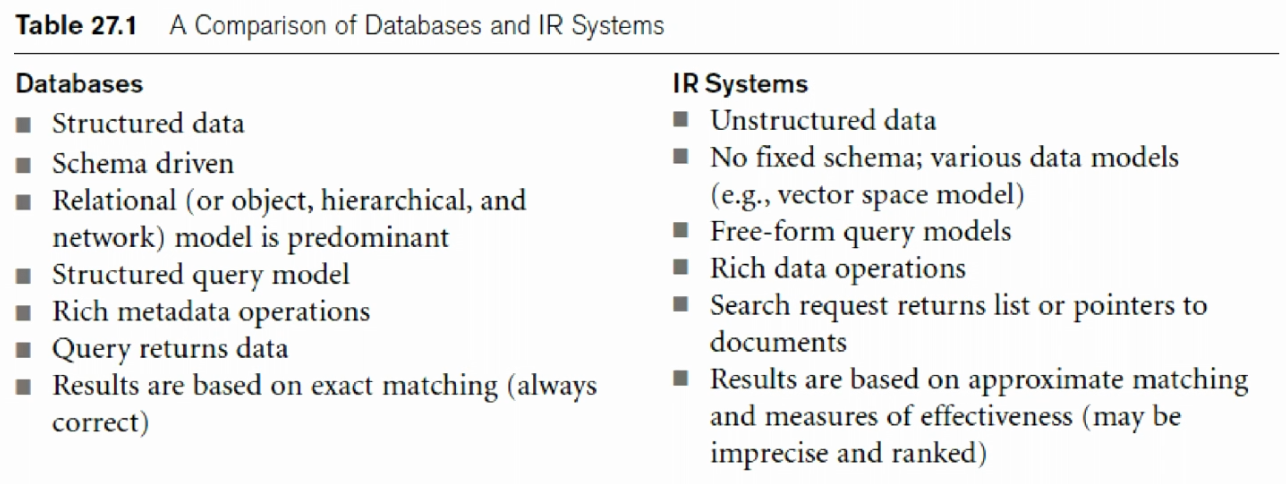 Table 27.1 A Comparison of Databases and IR Systems
Databases
■ Structured data
■ Schema driven
■ Relational (or object, hierarchical, and
network) model is predominant
■ Structured query model
■ Rich metadata operations
■ Query returns data
■ Results are based on exact matching (always
correct)
IR Systems
■ Unstructured data
■ No fixed schema; various data models
(e.g., vector space model)
■ Free-form query models
■ Rich data operations
■ Search request returns list or pointers to
documents
■ Results are based on approximate matching
and measures of effectiveness (may be
imprecise and ranked)